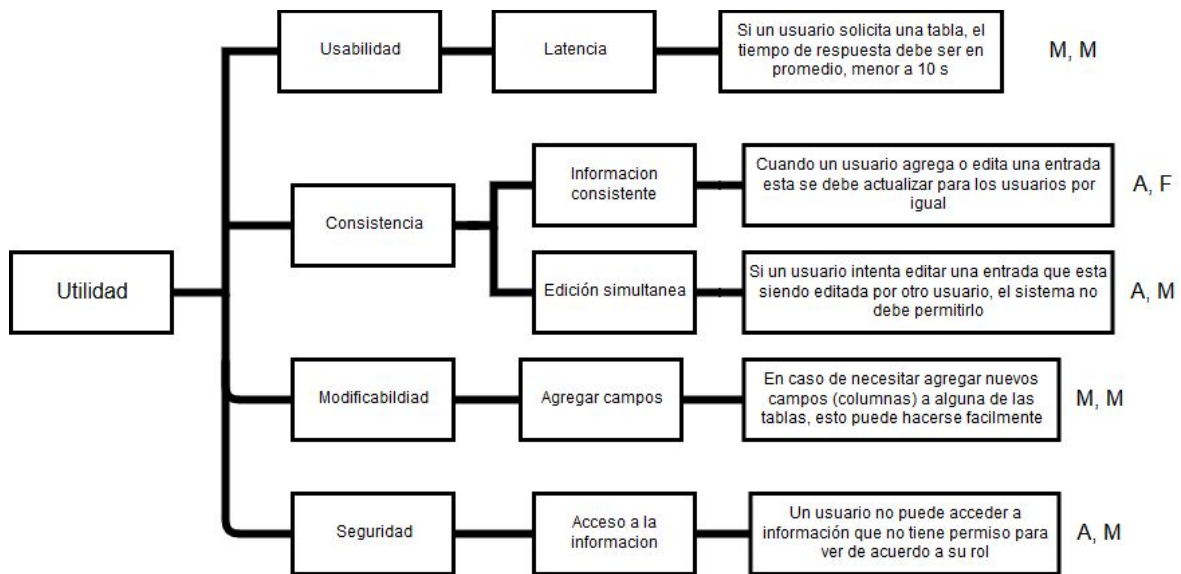 Usabilidad
Latencia
Si un usuario solicita una tabla, el
tiempo de respuesta debe ser en
promedio, menor a 10 s
M, M
Informacion
consistente
Cuando un usuario agrega o edita una entrada
esta se debe actualizar para los usuarios por
igual
A, F
Consistencia
Utilidad
Edición simultanea
Si un usuario intenta editar una entrada que esta
siendo editada por otro usuario, el sistema no
debe permitirlo
A, M
Modificabildiad
Agregar campos
En caso de necesitar agregar nuevos
campos (columnas) a alguna de las
tablas, esto puede hacerse facilmente
M, M
Seguridad
Acceso a la
informacion
Un usuario no puede acceder a
información que no tiene permiso para
ver de acuerdo a su rol
A, M